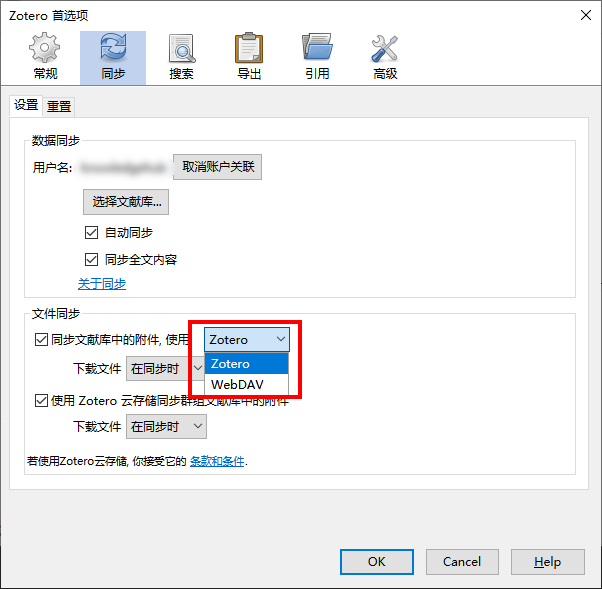 Zotero 首选项
常规 同步 搜索 导出 引用 高级
设置 重置
数据同步
用户名: 取消账户关联
选择文献库...
自动同步
同步全文内容
关于同步
文件同步
同步文献库中的附件, 使用 Zotero
Zotero
下载文件 在同步时
WebDAV
使用 Zotero 云存储同步群组文献库中的附件
下载文件 在同步时
若使用Zotero云存储, 你接受它的 条款和条件.
OK Cancel Help